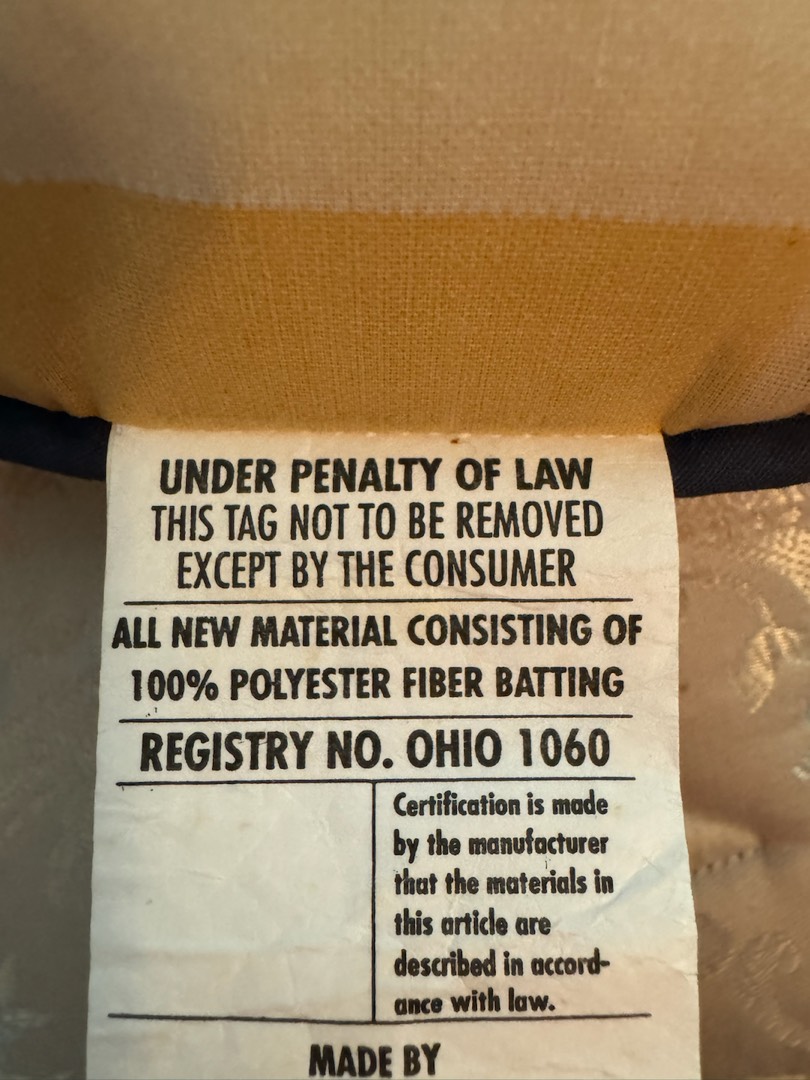 UNDER PENALTY OF LAW
THIS TAG NOT TO BE REMOVED
EXCEPT BY THE CONSUMER
ALL NEW MATERIAL CONSISTING OF
100% POLYESTER FIBER BATTING
REGISTRY NO. OHIO 1060
Certification is made
by the manufacturer
that the materials in
this article are
described in accord-
ance with law.
MADE BY